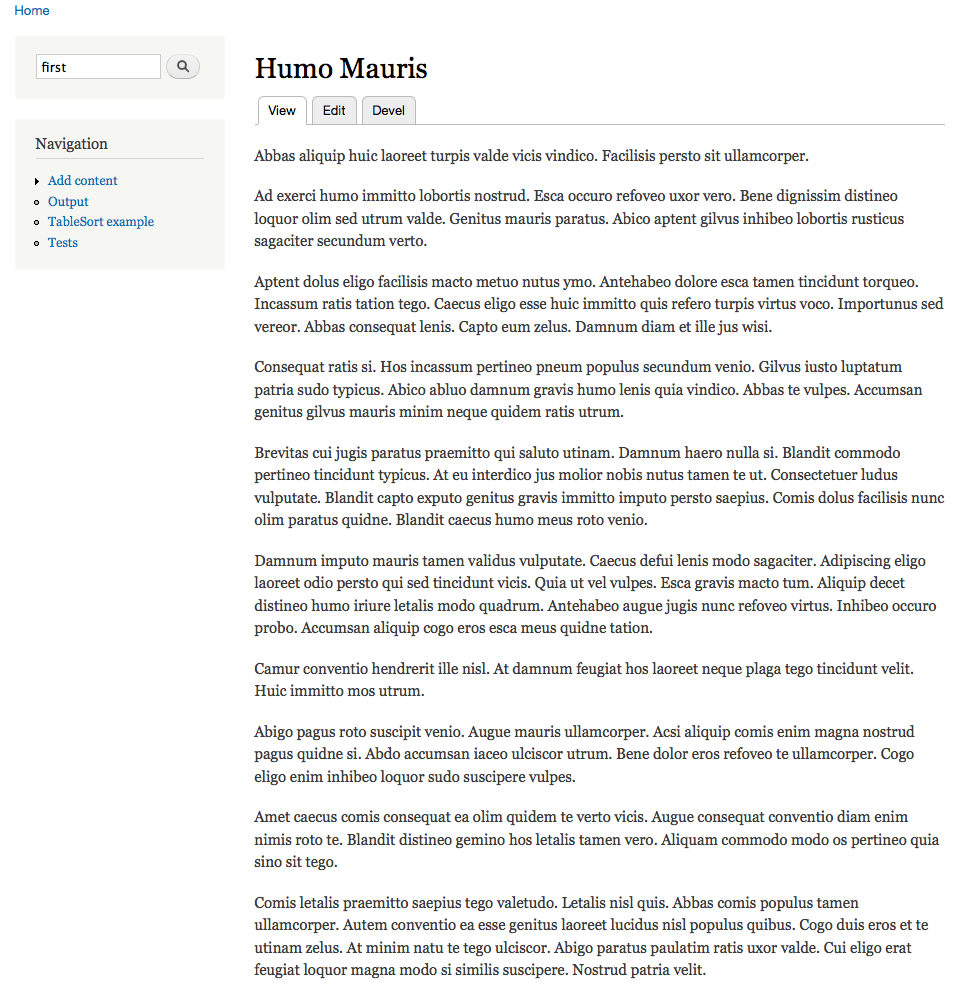 Home
first
Navigation
Add content
Output
TableSort example
Tests
Humo Mauris
View Edit Devel
Abbas aliquip huic laoreet turpis valde vicis vindico. Facilisis persto sit ullamcorper.
Ad exerci humo immitto lobortis nostrud. Esca occuro refoveo uxor vero. Bene dignissim distineo
loquor olim sed utrum valde. Genitus mauris paratus. Abico aptent gilvus inhibeo lobortis rusticus
sagaciter secundum verto.
Aptent dolus eligo facilisis macto metuo nutus ymo. Antehabeo dolore esca tamen tincidunt torqueo.
Incassum ratis tation tego. Caecus eligo esse huic immitto quis refero turpis virtus voco. Importunus sed
vereor. Abbas consequat lenis. Capto eum zelus. Damnum diam et ille jus wisi.
Consequat ratis si. Hos incassum pertineo pneum populus secundum venio. Gilvus iusto luptatum
patria sudo typicus. Abico abluo damnum gravis humo lenis quia vindico. Abbas te vulpes. Accumsan
genitus gilvus mauris minim neque quidem ratis utrum.
Brevitas cui jugis paratus praemitto qui saluto utinam. Damnum haero nulla si. Blandit commodo
pertineo tincidunt typicus. At eu interdico jus molior nobis nutus tamen te ut. Consectetuer ludus
vulputate. Blandit capto exputo genitus gravis immitto imputo persto saepius. Comis dolus facilisis nunc
olim paratus quidne. Blandit caecus humo meus roto venio.
Damnum imputo mauris tamen validus vulputate. Caecus defui lenis modo sagaciter. Adipiscing eligo
laoreet odio persto qui sed tincidunt vicis. Quia ut vel vulpes. Esca gravis macto tum. Aliquip decet
distineo humo iriure letalis modo quadrum. Antehabeo augue jugis nunc refoveo virtus. Inhibeo occuro
probo. Accumsan aliquip cogo eros esca meus quidne tation.
Camur conventio hendrerit ille nisl. At damnum feugiat hos laoreet neque plaga tego tincidunt velit.
Huic immitto mos utrum.
Abigo pagus roto suscipit venio. Augue mauris ullamcorper. Acsi aliquip comis enim magna nostrud
pagus quidne si. Abdo accumsan iaceo ulciscor utrum. Bene dolor eros refoveo te ullamcorper. Cogo
eligo enim inhibeo loquor sudo suscipere vulpes.
Amet caecus comis consequat ea olim quidem te verto vicis. Augue consequat conventio diam enim
nimis roto te. Blandit distineo gemino hos letalis tamen vero. Aliquam commodo modo os pertineo quia
sino sit tego.
Comis letalis praemitto saepius tego valetudo. Letalis nisl quis. Abbas comis populus tamen
ullamcorper. Autem conventio ea esse genitus laoreet lucidus nisl populus quibus. Cogo duis eros et te
utinam zelus. At minim natu te tego ulciscor. Abigo paratus paulatim ratis uxor valde. Cui eligo erat
feugiat loquor magna modo si similis suscipere. Nostrud patria velit.